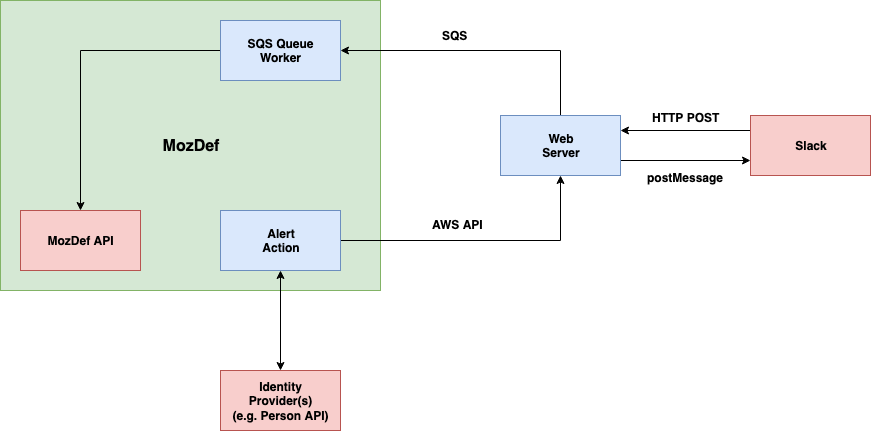 SQS Queue
Worker
SQS
MozDef
Web
Server
HTTP POST
postMessage
Slack
MozDef API
Alert
Action
AWS API
Identity
Provider(s)
(e.g. Person API)